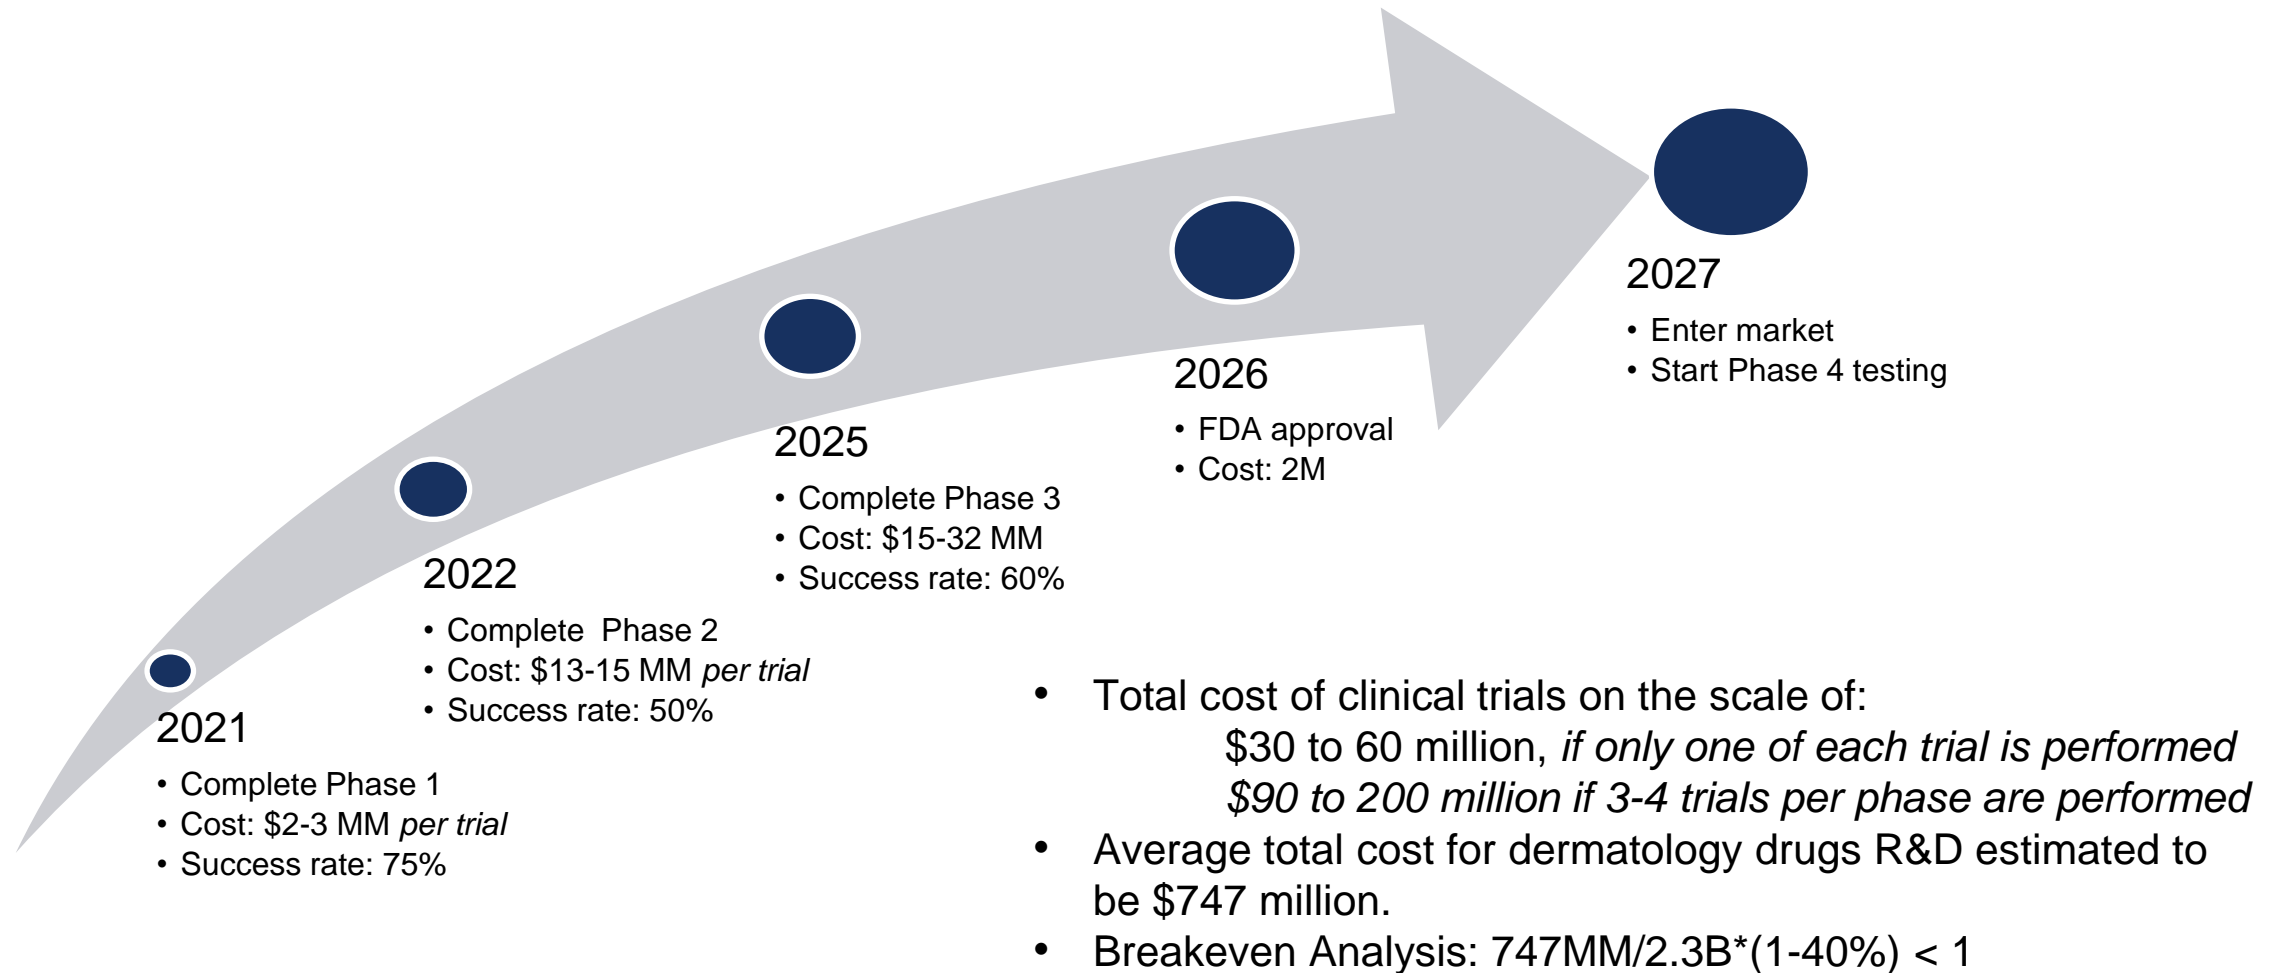 2021
• Complete Phase 1
• Cost: $2-3 MM per trial
• Success rate: 75%
2022
• Complete  Phase 2
• Cost: $13-15 MM per trial
• Success rate: 50%
2025
• Complete Phase 3
• Cost: $15-32 MM
• Success rate: 60%
2026
• FDA approval
• Cost: 2M
2027
• Enter market
• Start Phase 4 testing
• Total cost of clinical trials on the scale of:
$30 to 60 million, if only one of each trial is performed
$90 to 200 million if 3-4 trials per phase are performed
• Average total cost for dermatology drugs R&D estimated to
be $747 million.
• Breakeven Analysis: 747MM/2.3B*(1-40%) < 1